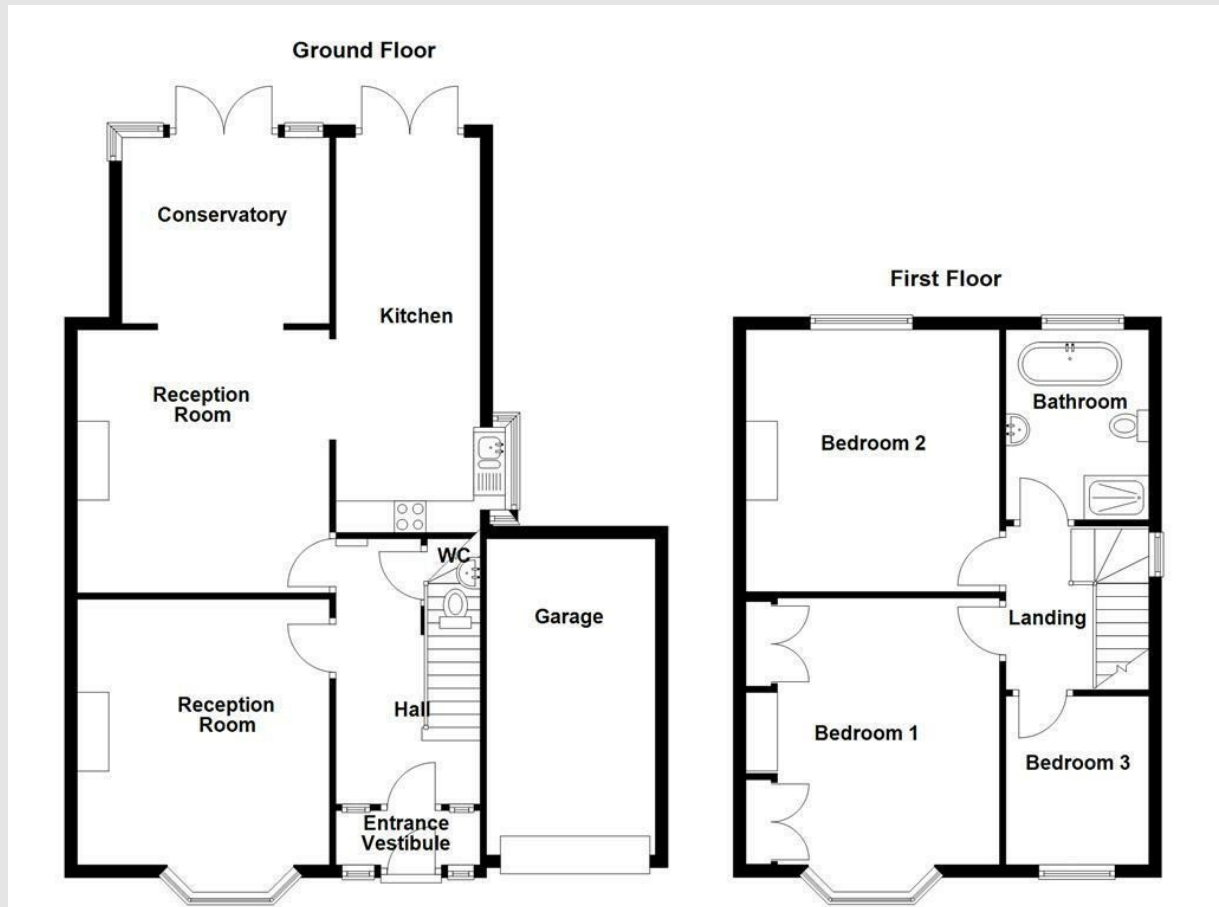 Ground Floor
Conservatory
Kitchen
Reception
Room
WC
Garage
Reception
Room
Hall
Entrance
Vestibule
First Floor
Bathroom
Bedroom 2
Landing
Bedroom 1
Bedroom 3